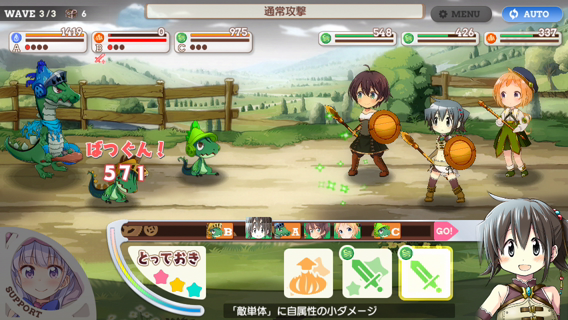 WAVE 3/3 6
通常攻撃
MENU
AUTO
A 1419
B 0
C 975
548
426
337
ばつぐん!
571
B A C GO!
とっておき
SUPPORT
「敵単体」に自属性の小ダメージ